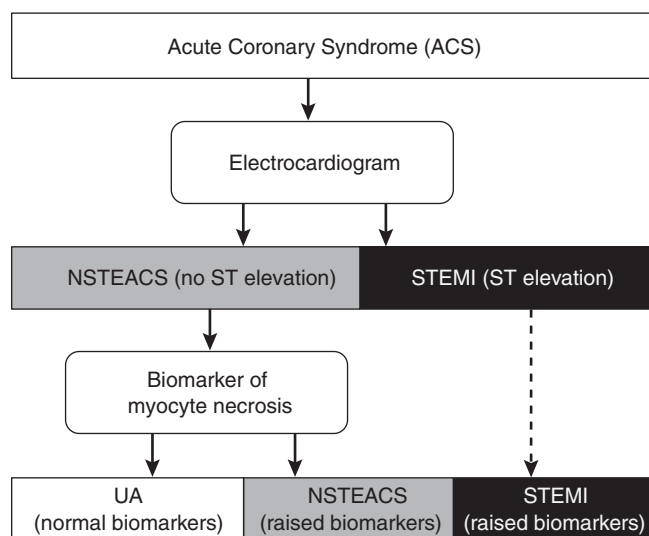 Acute Coronary Syndrome (ACS)
Electrocardiogram
NSTEACS (no ST elevation)
STEMI (ST elevation)
Biomarker of
myocyte necrosis
UA
(normal biomarkers)
NSTEACS
(raised biomarkers)
STEMI
(raised biomarkers)